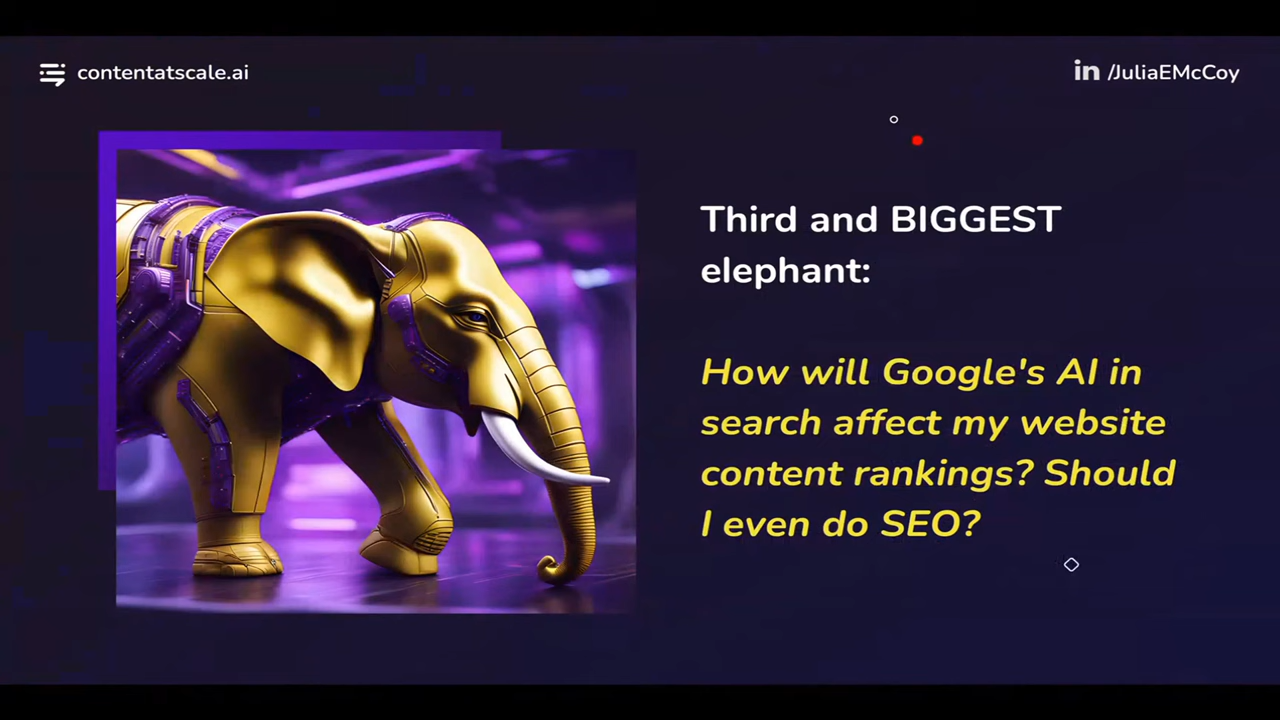 contentatscale.ai
in /JuliaEMcCoy
Third and BIGGEST
elephant:
How will Google's AI in
search affect my website
content rankings? Should
I even do SEO?